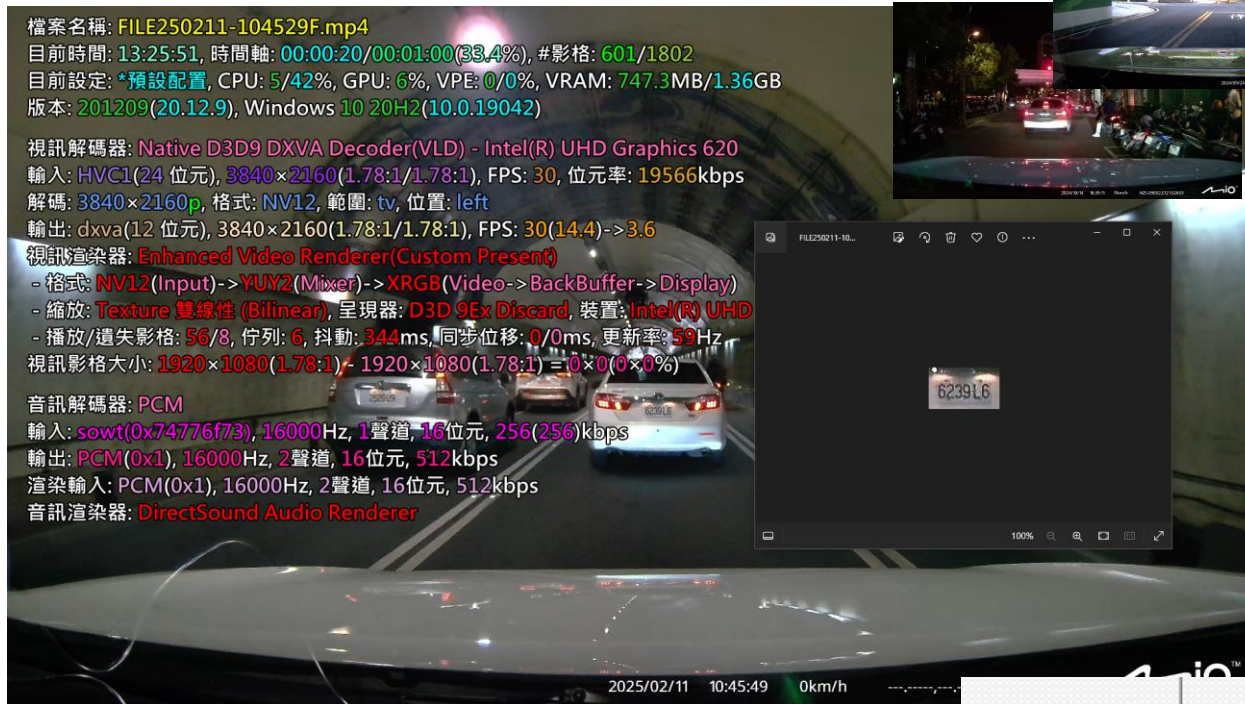 檔案名稱: FILE250211-104529F.mp4
目前時間: 13:25:51, 時間軸: 00:00:20/00:01:00(33.4%), #影格: 601/1802
目前設定: *預設配置, CPU: 5/42%, GPU: 6%, VPE: 0/0%, VRAM: 747.3MB/1.36GB
版本: 201209(20.12.9), Windows 10 20H2(10.0.19042)
視訊解碼器: Native D3D9 DXVA Decoder(VLD) - Intel(R) UHD Graphics 620
輸入: HVC1(24 位元), 3840×2160(1.78:1/1.78:1), FPS: 30, 位元率: 19566kbps
解碼: 3840×2160p, 格式: NV12, 範圍: tv, 位置: left
輸出: dxva(12 位元), 3840×2160(1.78:1/1.78:1), FPS: 30(14.4)->3.6
視訊渲染器: Enhanced Video Renderer(Custom Present)
- 格式: NV12(Input)->YUY2(Mixer)->XRGB(Video->BackBuffer->Display)
- 縮放: Texture 雙線性 (Bilinear), 呈現器: D3D 9Ex Discard, 裝置: Intel(R) UHD
- 播放/遺失影格: 56/8, 佇列: 6, 抖動: 344ms, 同步位移: 0/0ms, 更新率: 59Hz
視訊影格大小: 1920×1080(1.78:1) - 1920×1080(1.78:1) = 0×0(0×0%)
音訊解碼器: PCM
輸入: sowt(0x74776f73), 16000Hz, 1聲道, 16位元, 256(256)kbps
輸出: PCM(0x1), 16000Hz, 2聲道, 16位元, 512kbps
渲染輸入: PCM(0x1), 16000Hz, 2聲道, 16位元, 512kbps
音訊渲染器: DirectSound Audio Renderer
FILE250211-10...
6239L6
100%
6239L6
2025/02/11 10:45:49 0km/h ---.-----,---.-
Mio